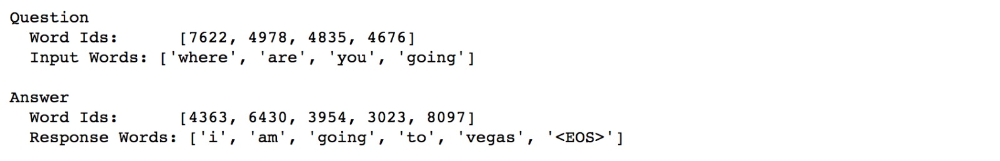 Question
Word Ids: [7622, 4978, 4835, 4676]
Input Words: ['where', 'are', 'you', 'going']
Answer
Word Ids: [4363, 6430, 3954, 3023, 8097]
Response Words: ['i', 'am', 'going', 'to', 'vegas', '<EOS>']